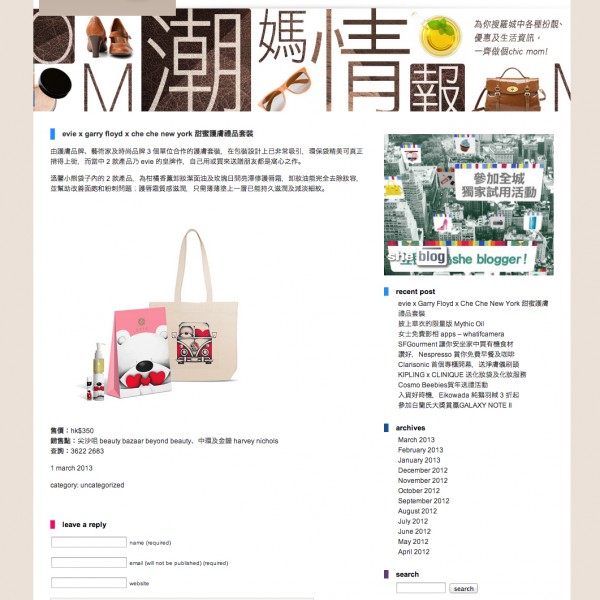 潮媽情報
OM
M
為你搜羅城中各種扮靚、
優惠及生活資訊，
一齊做個chic mom!
evie x garry floyd x che che new york 甜蜜護膚禮品套裝
由護膚品牌、藝術家及時尚品牌 3 個單位合作的護膚套裝，在包裝設計上已非常吸引，環保袋精美可真正
揹得上街，而當中 2 款產品乃 evie 的皇牌作，自己用或買來送贈朋友都是窩心之作。
溫馨小熊袋子內的 2 款產品，為柑橘香薰卸妝潔面油及玫瑰日間亮澤修護唇霜，卸妝油能完全去除妝容，
並幫助改善面皰和粉刺問題；護唇霜質感滋潤，只需薄薄塗上一層已能持久滋潤及減淡細紋。
售價：hk$350
銷售點：尖沙咀 beauty bazaar beyond beauty、中環及金鐘 harvey nichols
查詢：3622 2683
1 march 2013
category: uncategorized
leave a reply
name (required)
email (will not be published) (required)
website
參加全城
獨家試用活動
she blog
she blogger !
recent post
evie x Garry Floyd x Che Che New York 甜蜜護膚
禮品套裝
披上華衣的限量版 Mythic Oil
女士免費影相 apps – whatifcamera
SFGourmet 讓你安坐家中買有機食材
讚好，Nespresso 賞你免費早餐及咖啡
Clarisonic 首個專櫃開幕，送淨膚儀刷頭
KIPLING x CLINIQUE 送化妝袋及化妝服務
Cosmo Beebies賀年送禮活動
入貨好時機，Eikowada 純鵝羽絨 3 折起
參加白蘭氏大獎賞贏GALAXY NOTE II
archives
March 2013
February 2013
January 2013
December 2012
November 2012
October 2012
September 2012
August 2012
July 2012
June 2012
May 2012
April 2012
search
search